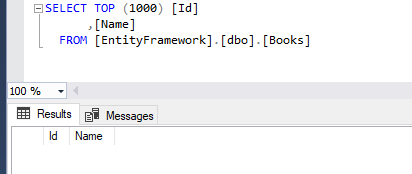 SELECT TOP (1000) [Id]
,[Name]
FROM [EntityFramework].[dbo].[Books]
100 %
Results Messages
Id Name